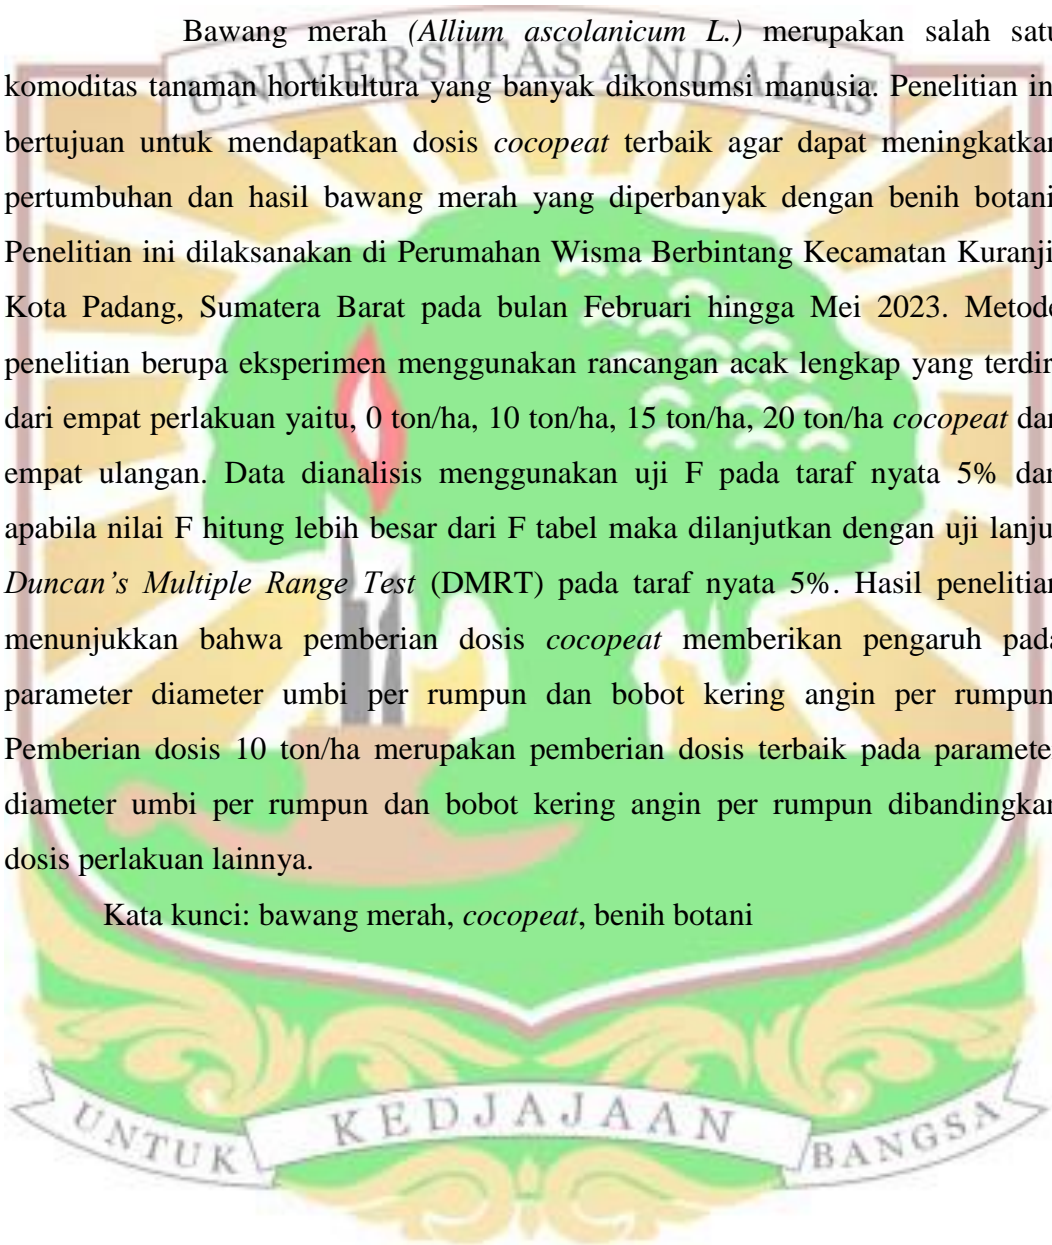 Bawang merah (Allium ascolanicum L.) merupakan salah satu
UNIVERSITAS ANDALAS
komoditas tanaman hortikultura yang banyak dikonsumsi manusia. Penelitian in
bertujuan untuk mendapatkan dosis cocopeat terbaik agar dapat meningkatkan
pertumbuhan dan hasil bawang merah yang diperbanyak dengan benih botani
Penelitian ini dilaksanakan di Perumahan Wisma Berbintang Kecamatan Kuranji
Kota Padang, Sumatera Barat pada bulan Februari hingga Mei 2023. Metode
penelitian berupa eksperimen menggunakan rancangan acak lengkap yang terdir
dari empat perlakuan yaitu, 0 ton/ha, 10 ton/ha, 15 ton/ha, 20 ton/ha cocopeat dan
empat ulangan. Data dianalisis menggunakan uji F pada taraf nyata 5% dan
apabila nilai F hitung lebih besar dari F tabel maka dilanjutkan dengan uji lanju
Duncan’s Multiple Range Test (DMRT) pada taraf nyata 5%. Hasil penelitian
menunjukkan bahwa pemberian dosis cocopeat memberikan pengaruh pada
parameter diameter umbi per rumpun dan bobot kering angin per rumpun
Pemberian dosis 10 ton/ha merupakan pemberian dosis terbaik pada paramete
diameter umbi per rumpun dan bobot kering angin per rumpun dibandingkan
dosis perlakuan lainnya.
Kata kunci: bawang merah, cocopeat, benih botani
UNTUK KEDJAJAAN BANGSA